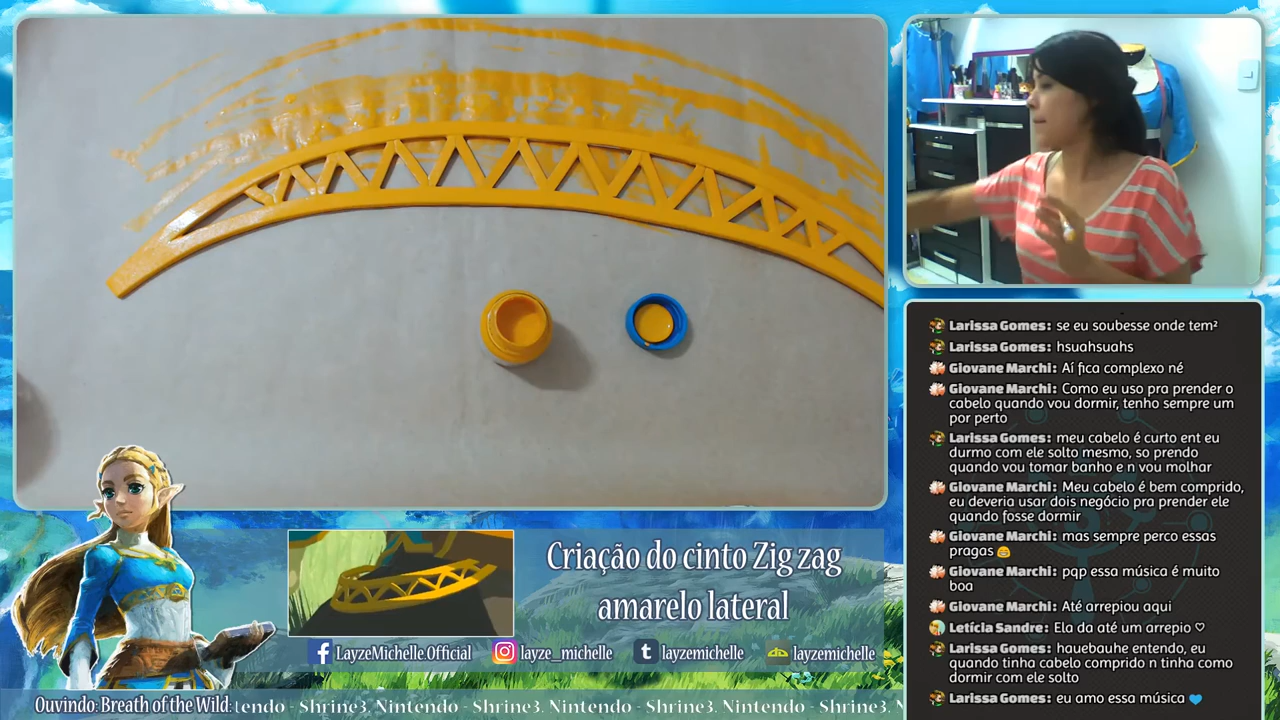 Larissa Gomes: se eu soubesse onde tem²
Larissa Gomes: hsuahsuahs
Giovane Marchi: Aí fica complexo né
Giovane Marchi: Como eu uso pra prender o
cabelo quando vou dormir, tenho sempre um
por perto
Larissa Gomes: meu cabelo é curto ent eu
durmo com ele solto mesmo, so prendo
quando vou tomar banho e n vou molhar
Giovane Marchi: Meu cabelo é bem comprido,
eu deveria usar dois negócio pra prender ele
quando fosse dormir
Giovane Marchi: mas sempre perco essas
pragas 😂
Giovane Marchi: pqp essa música é muito
boa
Giovane Marchi: Até arrepiou aqui
Letícia Sandre: Ela da até um arrepio ♡
Larissa Gomes: hauebauhe entendo, eu
quando tinha cabelo comprido n tinha como
dormir com ele solto
Larissa Gomes: eu amo essa música 💙
Criação do cinto Zig zag
amarelo lateral
LayzeMichelle.Official layze_michelle layzemichelle layzemichelle
Ouvindo: Breath of the Wild: tendo - Shrine3. Nintendo - Shrine3. Nintendo - Shrine3. Nintendo - Shrine3. N